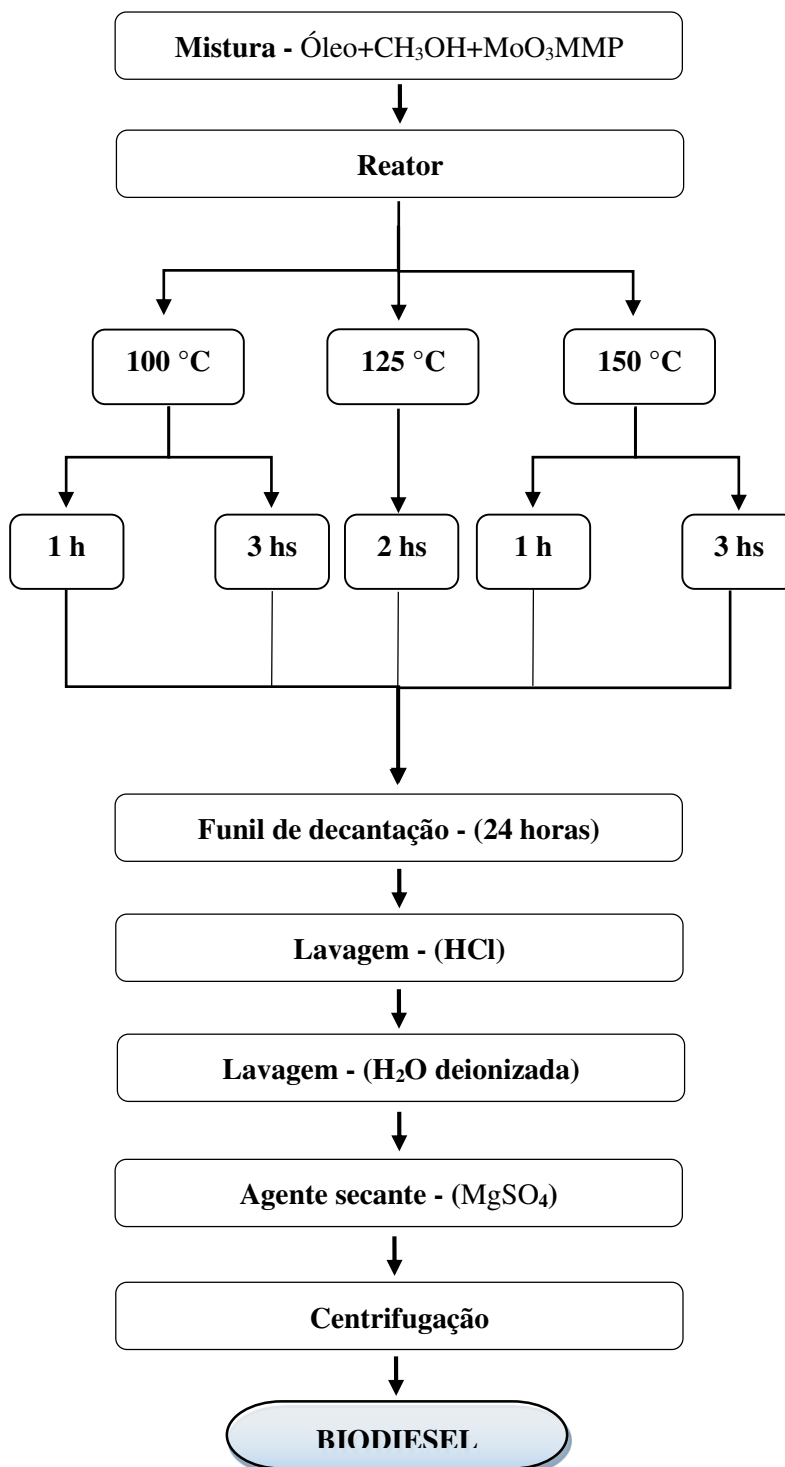 Mistura - Óleo+CH₃OH+MoO₃MMP
Reator
100 °C
125 °C
150 °C
1 h
3 hs
2 hs
1 h
3 hs
Funil de decantação - (24 horas)
Lavagem - (HCl)
Lavagem - (H₂O deionizada)
Agente secante - (MgSO₄)
Centrifugação
BIODIESEL